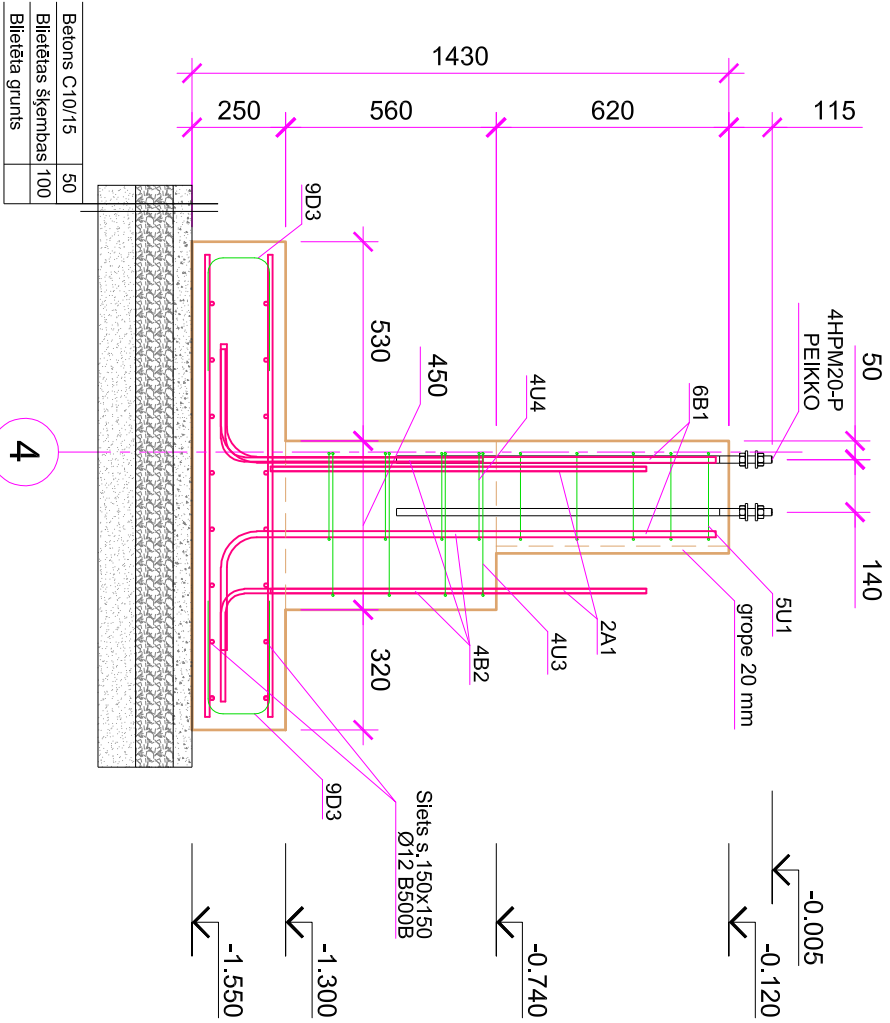 1430
250
560
620
115
50
4HPM20-P
PEIKKO
140
530
450
320
9D3
4U4
6B1
5U1
grope 20 mm
2A1
4U3
4B2
9D3
Siets s.150x150
Ø12 B500B
4
Betons C10/15 50
Blietētas šķembas 100
Blietēta grunts
-0.005
-0.120
-0.740
-1.300
-1.550